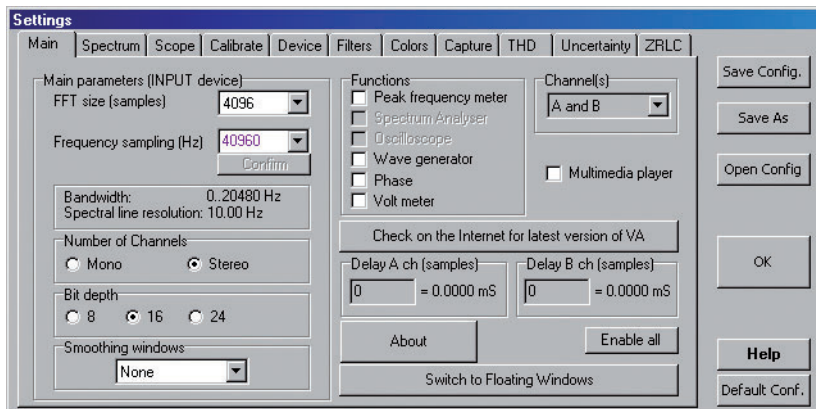 Settings
Main Spectrum Scope Calibrate Device Filters Colors Capture THD Uncertainty ZRLC
Main parameters (INPUT device)
FFT size (samples) 4096
Frequency sampling (Hz) 40960
Confirm
Bandwidth: 0..20480 Hz
Spectral line resolution: 10.00 Hz
Number of Channels
Mono Stereo
Bit depth
8 16 24
Smoothing windows
None
Functions
Peak frequency meter
Spectrum Analyser
Oscilloscope
Wave generator
Phase
Volt meter
Channel(s)
A and B
Multimedia player
Check on the Internet for latest version of VA
Delay A ch (samples)
0 = 0.0000 mS
Delay B ch (samples)
0 = 0.0000 mS
About
Enable all
Switch to Floating Windows
Save Config.
Save As
Open Config
OK
Help
Default Conf.